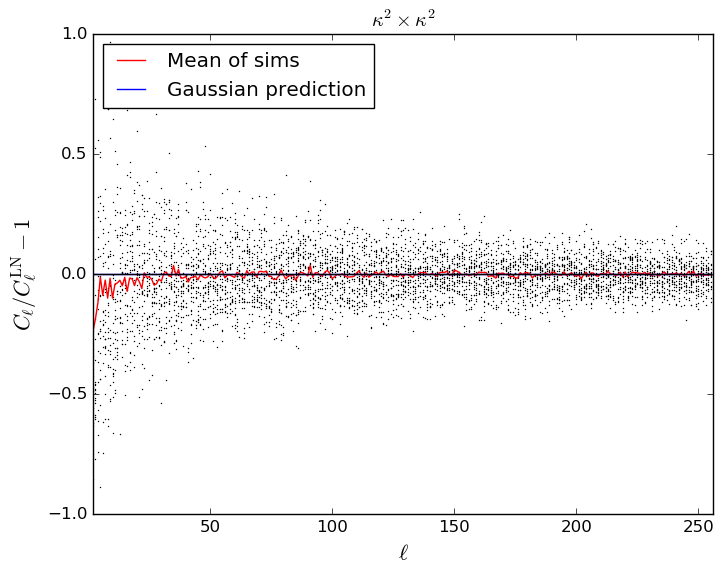 κ² × κ²
1.0
Mean of sims
Gaussian prediction
0.5
0.0
−0.5
−1.0
C_ℓ/C_ℓ^LN − 1
50
100
150
200
250
ℓ